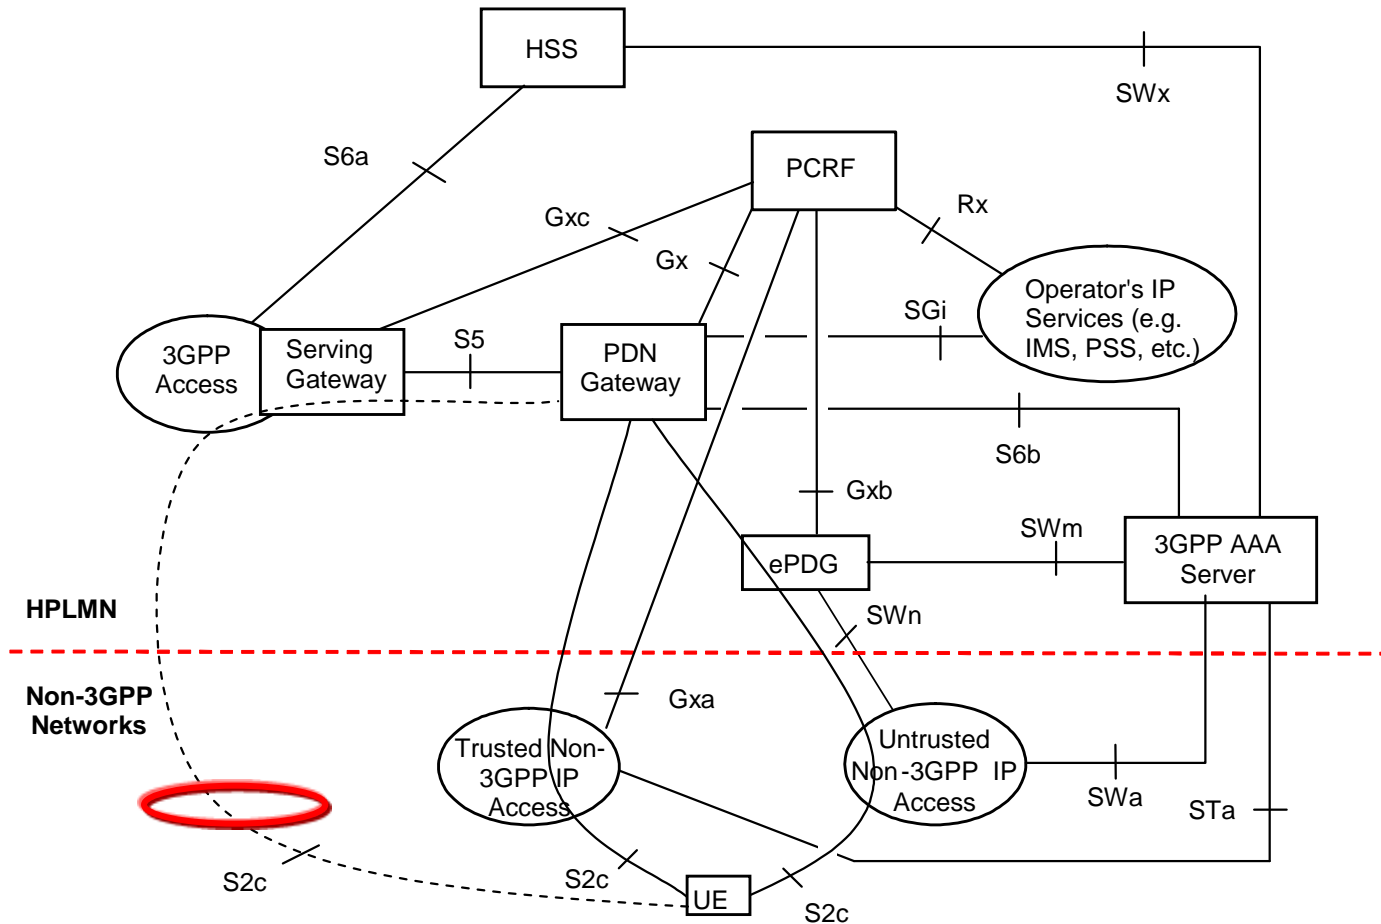 HSS
SWx
S6a
PCRF
Gxc
Rx
Gx
Operator's IP
Services (e.g.
IMS, PSS, etc.)
SGi
3GPP
Access
Serving
Gateway
S5
PDN
Gateway
S6b
Gxb
SWm
ePDG
3GPP AAA
Server
HPLMN
SWn
Non-3GPP
Networks
Gxa
Trusted Non-
3GPP IP
Access
Untrusted
Non-3GPP IP
Access
SWa
STa
S2c
S2c
UE
S2c